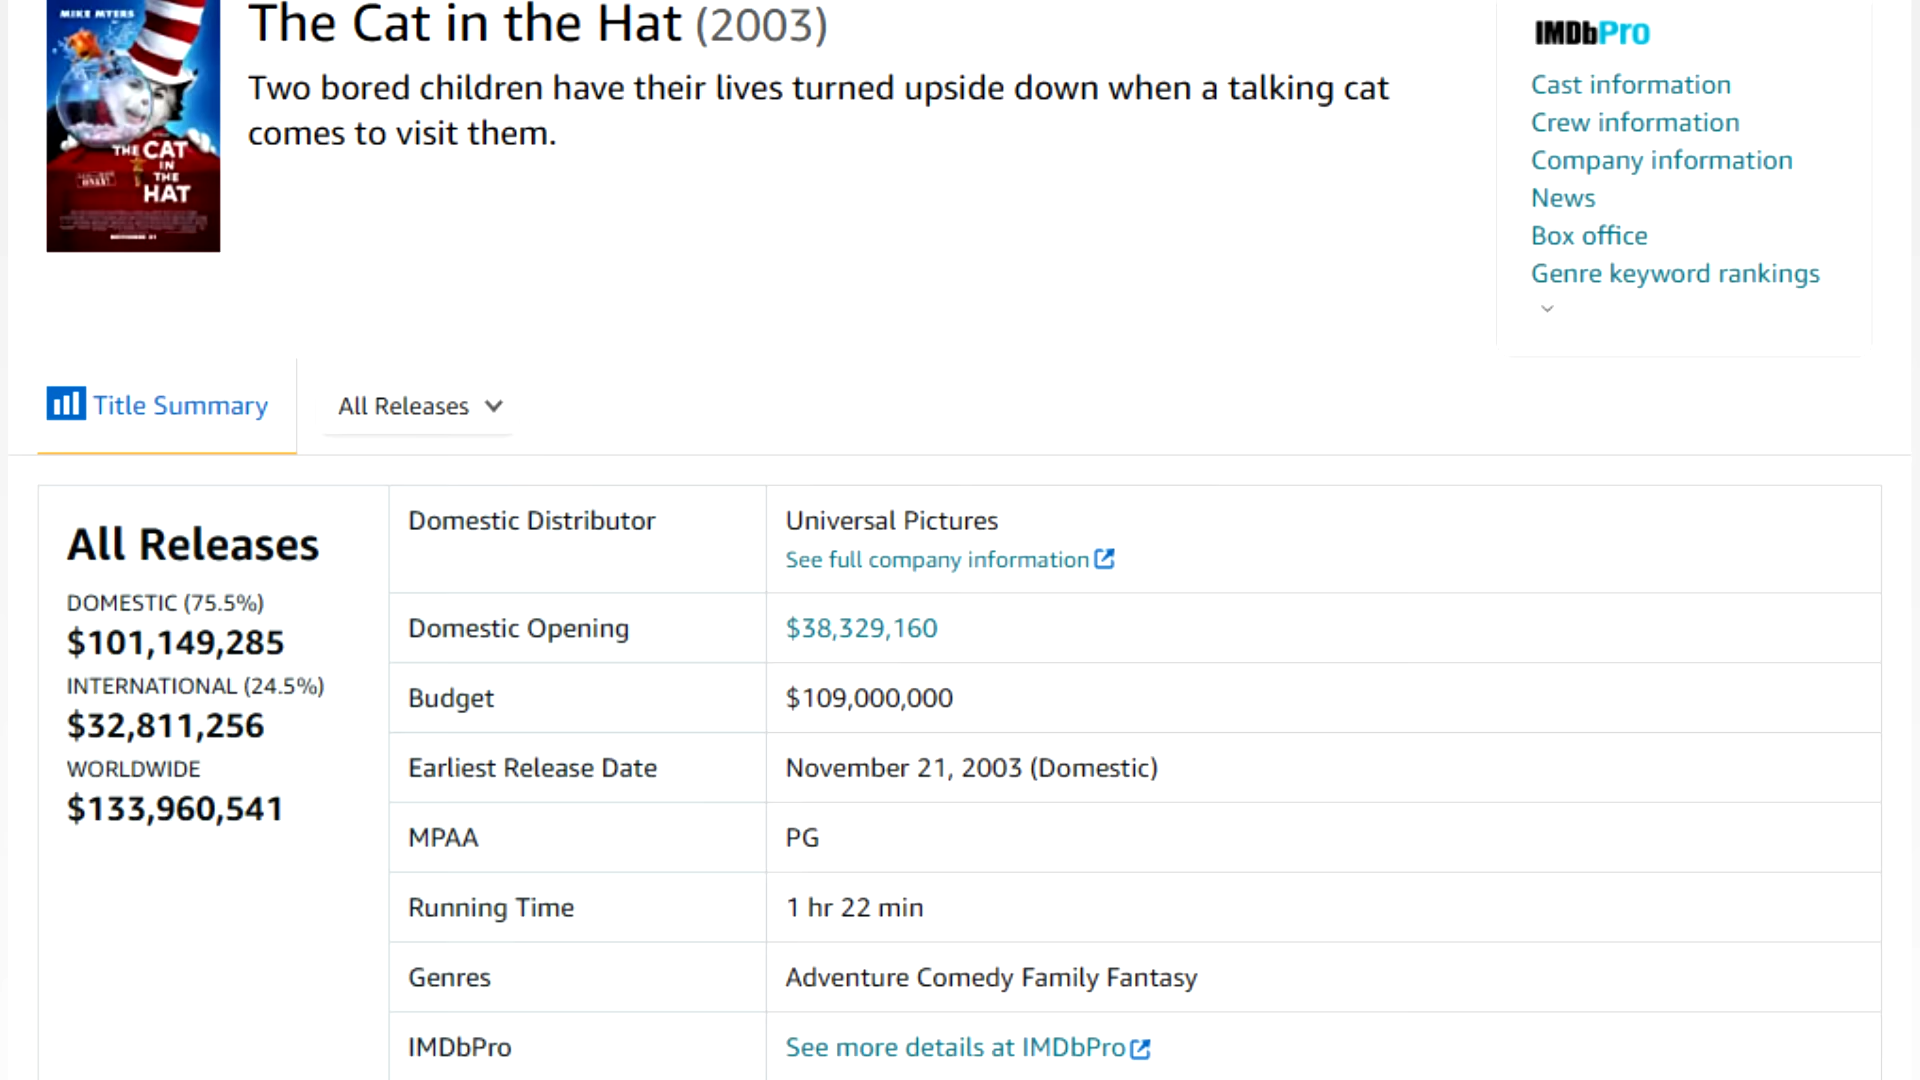 MIKE MYERS
THE CAT
IN
THE
HAT
The Cat in the Hat (2003)
Two bored children have their lives turned upside down when a talking cat
comes to visit them.
IMDbPro
Cast information
Crew information
Company information
News
Box office
Genre keyword rankings
Title Summary
All Releases
All Releases
DOMESTIC (75.5%)
$101,149,285
INTERNATIONAL (24.5%)
$32,811,256
WORLDWIDE
$133,960,541
Domestic Distributor
Universal Pictures
See full company information
Domestic Opening
$38,329,160
Budget
$109,000,000
Earliest Release Date
November 21, 2003 (Domestic)
MPAA
PG
Running Time
1 hr 22 min
Genres
Adventure Comedy Family Fantasy
IMDbPro
See more details at IMDbPro